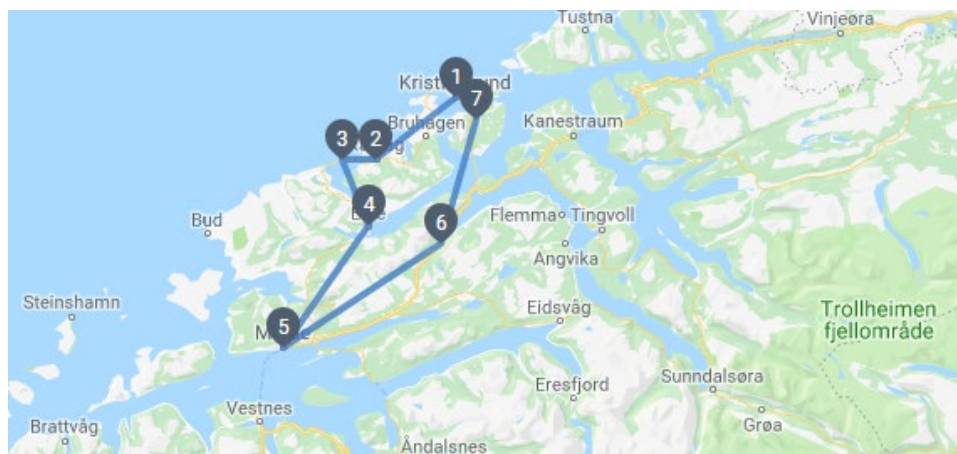 Tustna
Vinjeøra
1
7
Bruhagen
Kanestraum
3
2
4
Flemma
Tingvoll
Bud
6
Angvika
Steinshamn
Eidsvåg
5
Trollheimen
fjellområde
Eresfjord
Sunndalsøra
Vestnes
Grøa
Brattvåg
Åndalsnes